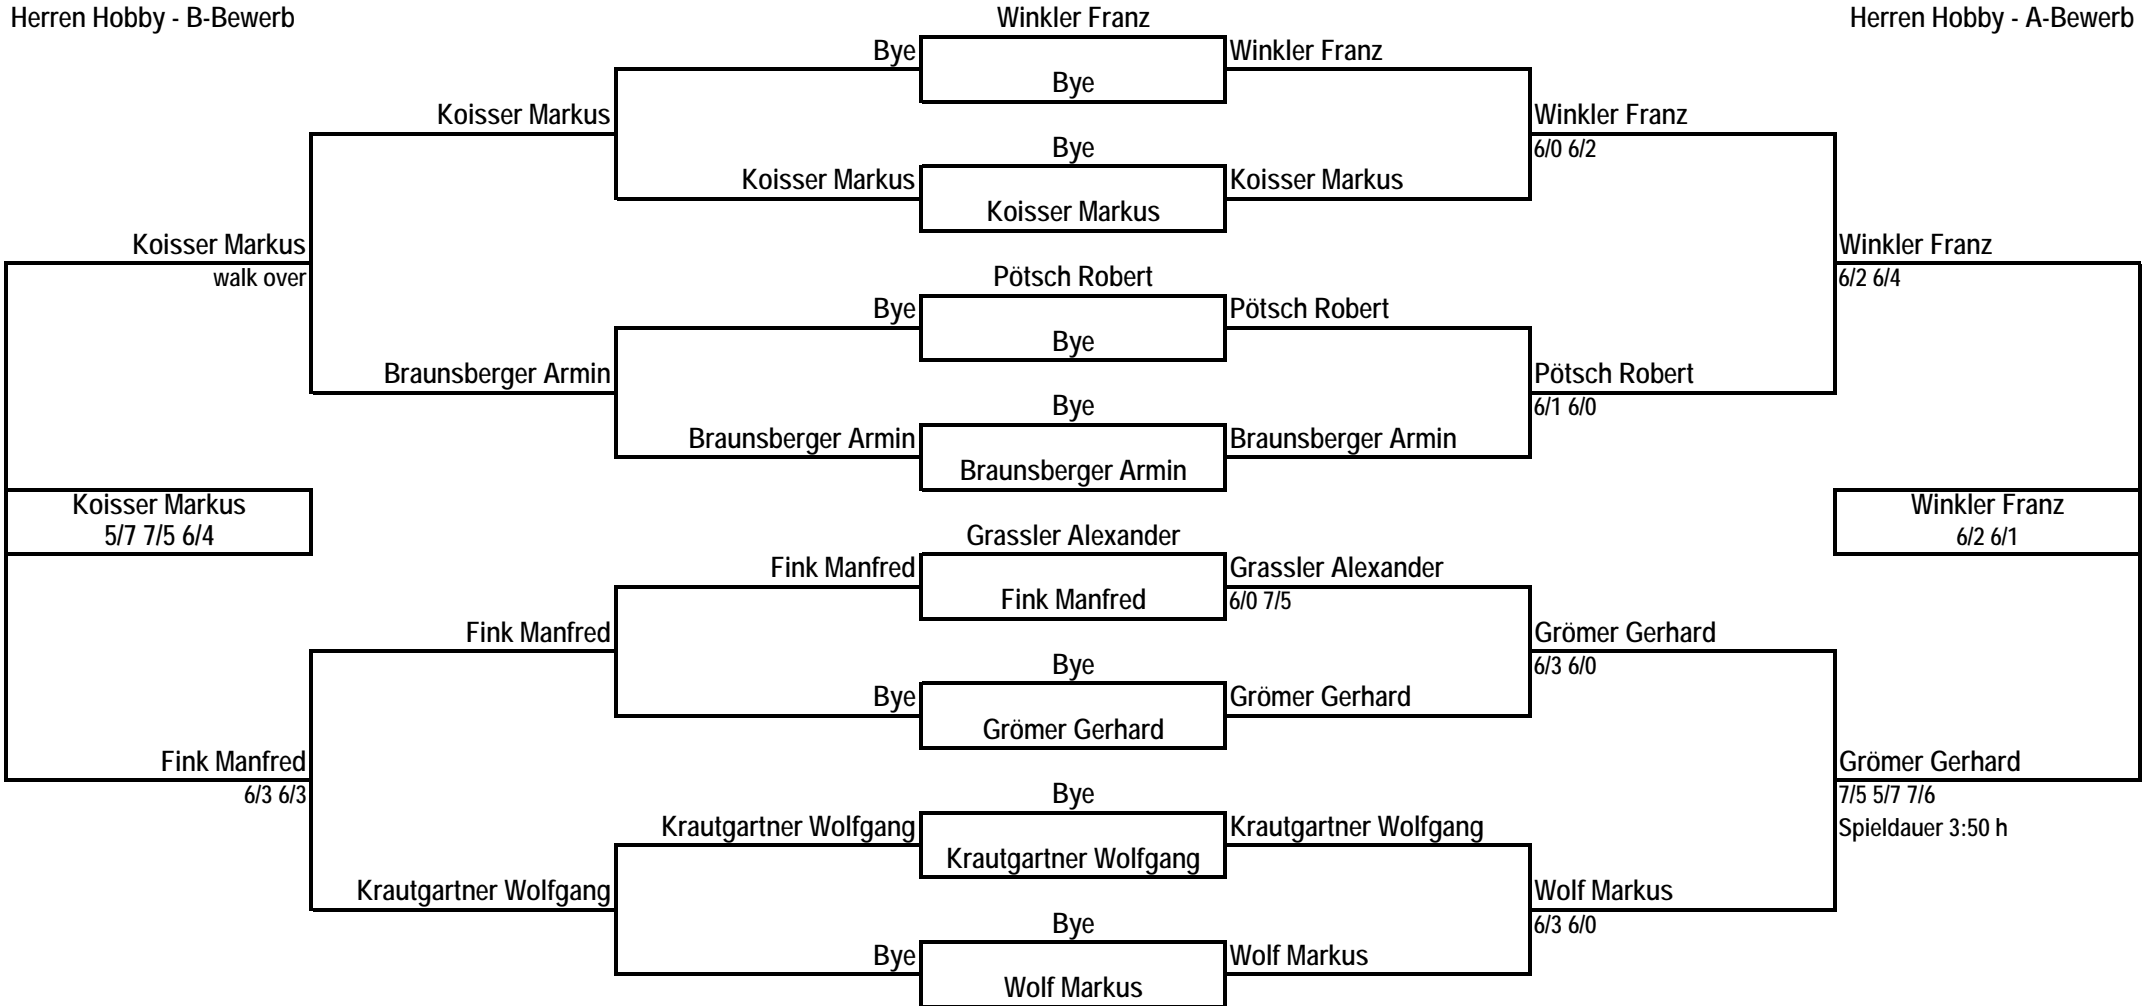 Herren Hobby - B-Bewerb
Winkler Franz
Herren Hobby - A-Bewerb
Bye
Winkler Franz
Bye
Koisser Markus
Winkler Franz
Bye
6/0 6/2
Koisser Markus
Koisser Markus
Koisser Markus
Koisser Markus
Winkler Franz
walk over
Pötsch Robert
6/2 6/4
Bye
Pötsch Robert
Bye
Braunsberger Armin
Pötsch Robert
Bye
6/1 6/0
Braunsberger Armin
Braunsberger Armin
Braunsberger Armin
Koisser Markus
Winkler Franz
5/7 7/5 6/4
Grassler Alexander
6/2 6/1
Fink Manfred
Grassler Alexander
Fink Manfred
6/0 7/5
Fink Manfred
Grömer Gerhard
Bye
6/3 6/0
Bye
Grömer Gerhard
Grömer Gerhard
Fink Manfred
Grömer Gerhard
6/3 6/3
Bye
7/5 5/7 7/6
Krautgartner Wolfgang
Krautgartner Wolfgang
Spieldauer 3:50 h
Krautgartner Wolfgang
Krautgartner Wolfgang
Wolf Markus
Bye
6/3 6/0
Bye
Wolf Markus
Wolf Markus